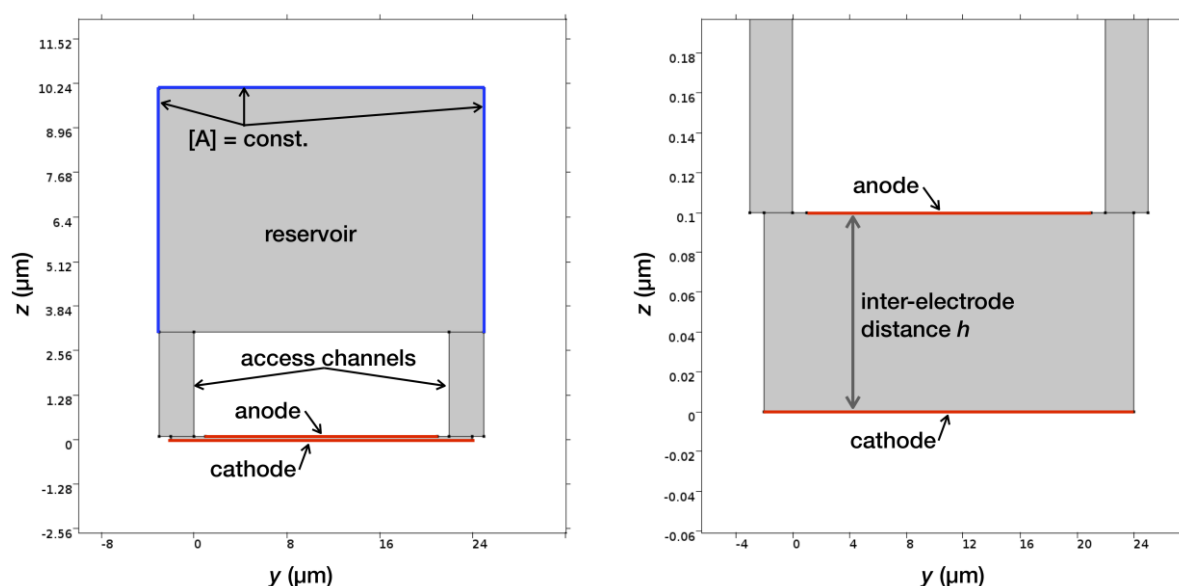 11.52
10.24
8.96
7.68
6.4
5.12
3.84
2.56
1.28
0
-1.28
-2.56
z (μm)
[A] = const.
reservoir
access channels
anode
cathode
-8 0 8 16 24
y (μm)
0.18
0.16
0.14
0.12
0.1
0.08
0.06
0.04
0.02
0
-0.02
-0.04
-0.06
z (μm)
anode
inter-electrode
distance h
cathode
-4 0 4 8 12 16 20 24
y (μm)